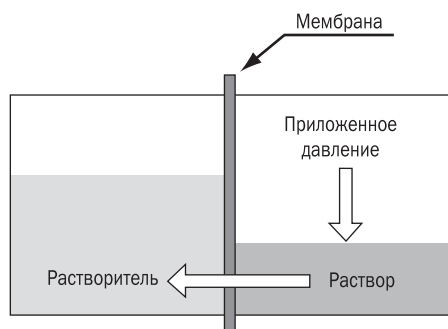 Мембрана
Приложенное
давление
Растворитель
Раствор